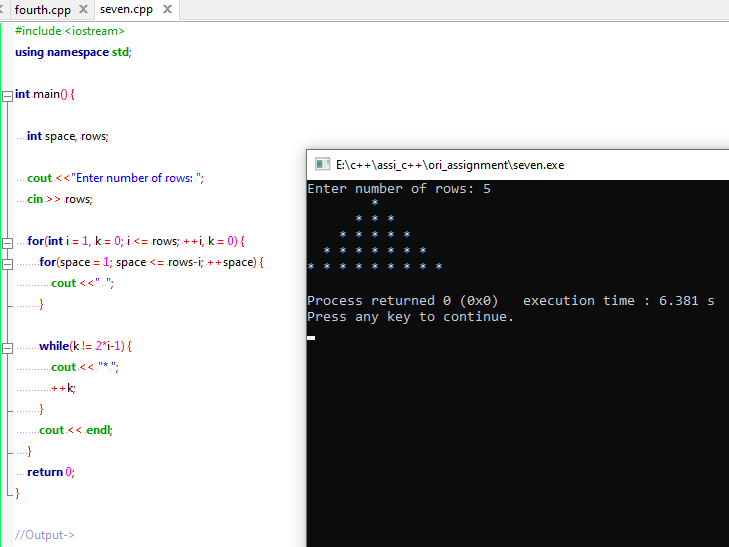 fourth.cpp seven.cpp
#include <iostream>
using namespace std;
int main() {
int space, rows;
cout <<"Enter number of rows: ";
cin >> rows;
for(int i = 1, k = 0; i <= rows; ++i, k = 0) {
for(space = 1; space <= rows-i; ++space) {
cout <<"  ";
}
while(k != 2*i-1) {
cout << "* ";
++k;
}
cout << endl;
}
return 0;
}
//Output->
E:\c++\assi_c++\ori_assignment\seven.exe
Enter number of rows: 5
        *
      * * *
    * * * * *
  * * * * * * *
* * * * * * * * *
Process returned 0 (0x0)   execution time : 6.381 s
Press any key to continue.